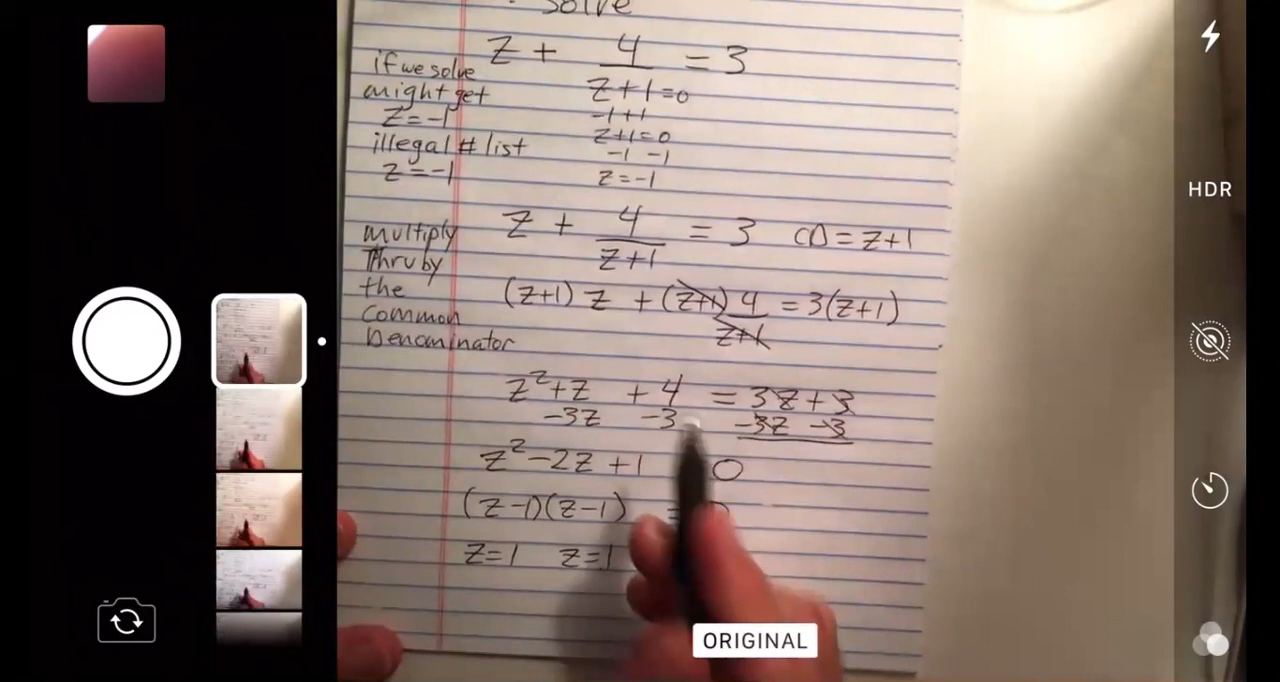 Solve
z + 4 = 3
if we solve
might get
z+1=0
z=-1
-1+1
z+1=0
illegal # list
-1 -1
z=-1
z=-1
z + 4 = 3 CD = z+1
multiply
z+1
Thru by
the
(z+1) z + (z+1) 4 = 3(z+1)
common
z+1
Denominator
z²+z +4 = 3z+3
-3z -3 -3z -3
z²-2z+1 0
(z-1)(z-1) =
z=1 z=1
HDR
ORIGINAL